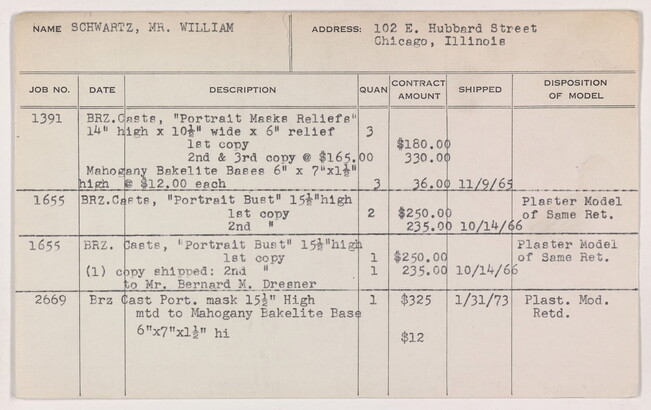 NAME SCHWARTZ, MR. WILLIAM
ADDRESS: 102 E. Hubbard Street
Chicago, Illinois
JOB NO. DATE DESCRIPTION QUAN CONTRACT AMOUNT SHIPPED DISPOSITION OF MODEL
1391 BRZ.Casts, "Portrait Masks Reliefs"
14" high x 10½" wide x 6" relief 3
1st copy $180.00
2nd & 3rd copy @ $165.00 330.00
Mahogany Bakelite Bases 6" x 7"x1½"
high @ $12.00 each 3 36.00 11/9/65
1655 BRZ.Casts, "Portrait Bust" 15½"high Plaster Model
1st copy 2 $250.00 of Same Ret.
2nd " 235.00 10/14/66
1655 BRZ. Casts, "Portrait Bust" 15½"high Plaster Model
1st copy 1 $250.00 of Same Ret.
(1) copy shipped: 2nd " 1 235.00 10/14/66
to Mr. Bernard M. Dresner
2669 Brz Cast Port. mask 15½" High 1 $325 1/31/73 Plast. Mod.
mtd to Mahogany Bakelite Base Retd.
6"x7"x1½" hi $12